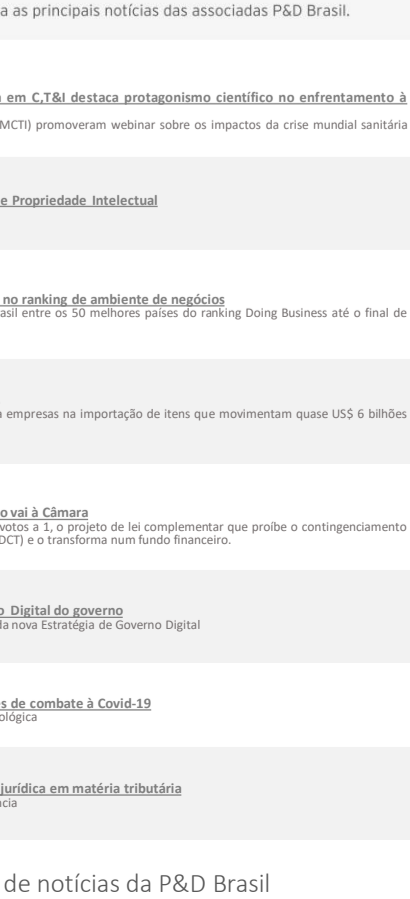 a as principais notícias das associadas P&D Brasil.
em C,T&I destaca protagonismo científico no enfrentamento à
MCTI) promoveram webinar sobre os impactos da crise mundial sanitária
e Propriedade Intelectual
no ranking de ambiente de negócios
asil entre os 50 melhores países do ranking Doing Business até o final de
a empresas na importação de itens que movimentam quase US$ 6 bilhões
o vai à Câmara
votos a 1, o projeto de lei complementar que proíbe o contingenciamento
DCT) e o transforma num fundo financeiro.
o Digital do governo
da nova Estratégia de Governo Digital
s de combate à Covid-19
ológica
jurídica em matéria tributária
ncia
de notícias da P&D Brasil